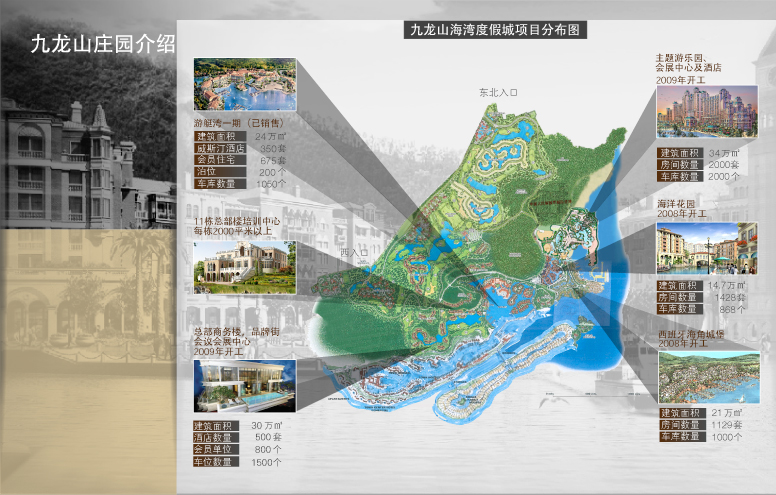 九龙山庄园介绍
九龙山海湾度假城项目分布图
东北入口
西入口
游艇湾一期（已销售）
建筑面积 24万㎡
威斯汀酒店 350套
会员住宅 675套
泊位 200个
车库数量 1050个
11栋总部楼培训中心
每栋2000平米以上
总部商务楼，品牌街
会议会展中心
2009年开工
建筑面积 30万㎡
酒店数量 500套
会员单位 800个
车位数量 1500个
主题游乐园、
会展中心及酒店
2009年开工
建筑面积 34万㎡
房间数量 2000套
车库数量 2000个
海洋花园
2008年开工
建筑面积 14.7万㎡
房间数量 1428套
车库数量 868个
西班牙海角城堡
2008年开工
建筑面积 21万㎡
房间数量 1129套
车库数量 1000个